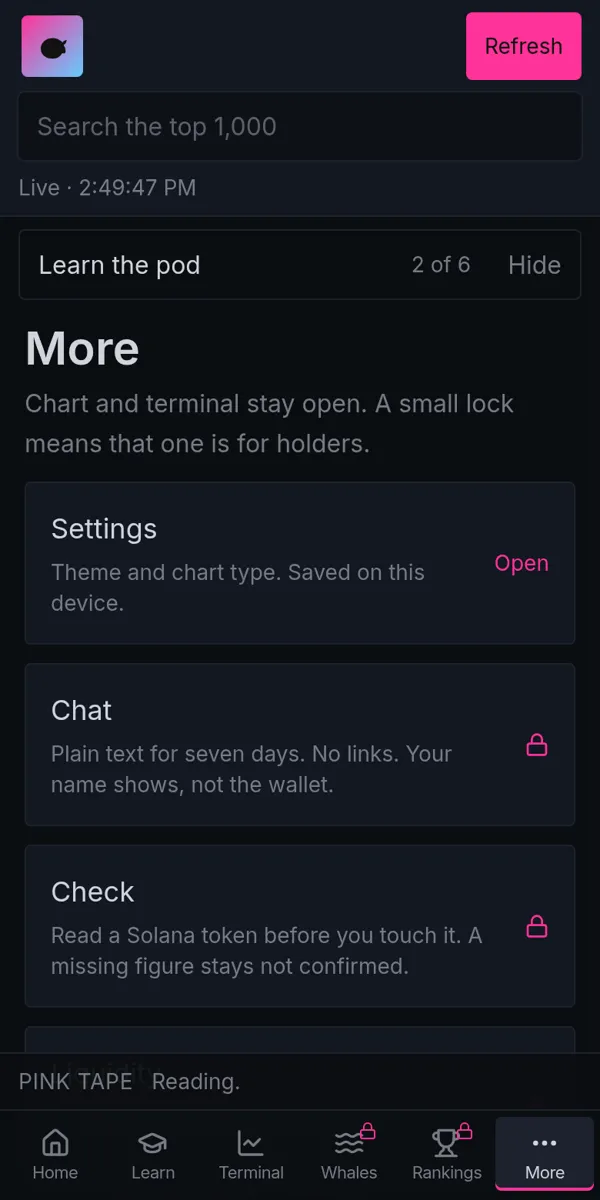 Refresh
Search the top 1,000
Live · 2:49:47 PM
Learn the pod 2 of 6 Hide
More
Chart and terminal stay open. A small lock
means that one is for holders.
Settings
Theme and chart type. Saved on this
device.
Open
Chat
Plain text for seven days. No links. Your
name shows, not the wallet.
Check
Read a Solana token before you touch it. A
missing figure stays not confirmed.
Liquidity
PINK TAPE Reading.
Home Learn Terminal Whales Rankings More